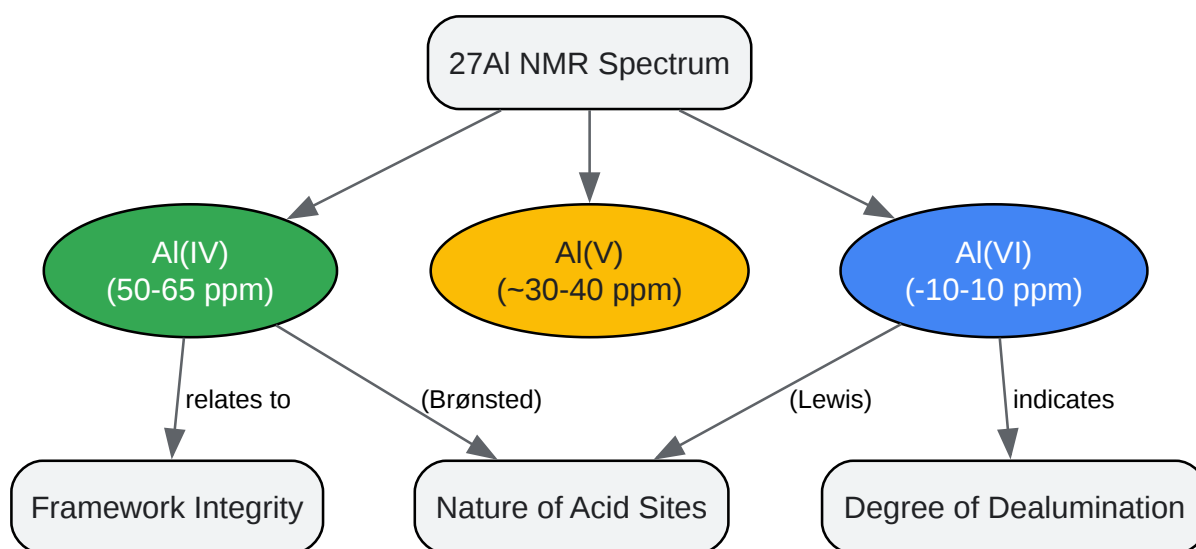 27Al NMR Spectrum
Al(IV)
(50-65 ppm)
Al(V)
(~30-40 ppm)
Al(VI)
(-10-10 ppm)
relates to
(Brønsted)
(Lewis)
indicates
Framework Integrity
Nature of Acid Sites
Degree of Dealumination